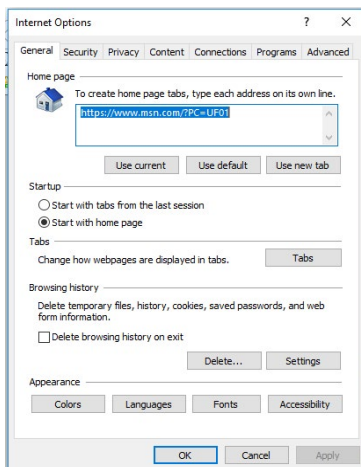 Internet Options
General Security Privacy Content Connections Programs Advanced
Home page
To create home page tabs, type each address on its own line.
https://www.msn.com/?PC=UF01
Use current Use default Use new tab
Startup
Start with tabs from the last session
Start with home page
Tabs
Change how webpages are displayed in tabs. Tabs
Browsing history
Delete temporary files, history, cookies, saved passwords, and web
form information.
Delete browsing history on exit
Delete... Settings
Appearance
Colors Languages Fonts Accessibility
OK Cancel Apply